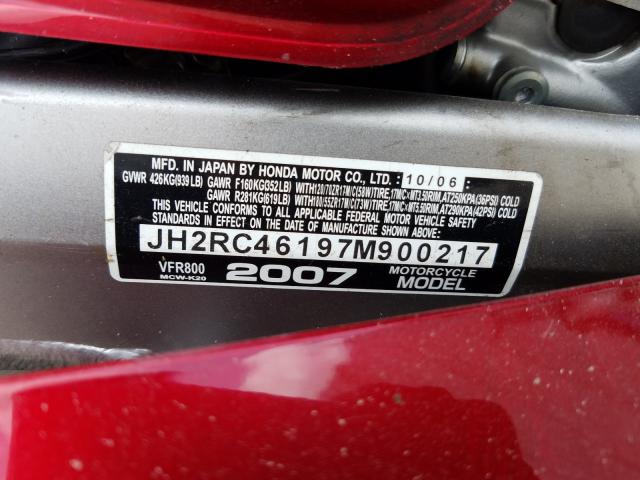 MFD. IN JAPAN BY HONDA MOTOR CO., LTD. 10/06
GVWR 426KG(939LB) GAWR F160KG(352LB) WITH120/70ZR17M/C(58W)TIRE,17M/C×MT3.50RIM,AT250KPA(36PSI) COLD
GAWR R281KG(619LB) WITH180/55ZR17M/C(73W)TIRE,17M/C×MT5.50RIM,AT290KPA(42PSI) COLD
THIS VEHICLE CONFORMS TO ALL APPLICABLE FEDERAL MOTOR VEHICLE SAFETY
STANDARDS IN EFFECT ON THE DATE OF MANUFACTURE SHOWN ABOVE.
JH2RC46197M900217
VFR800 2007 MOTORCYCLE
MCW-K20 MODEL